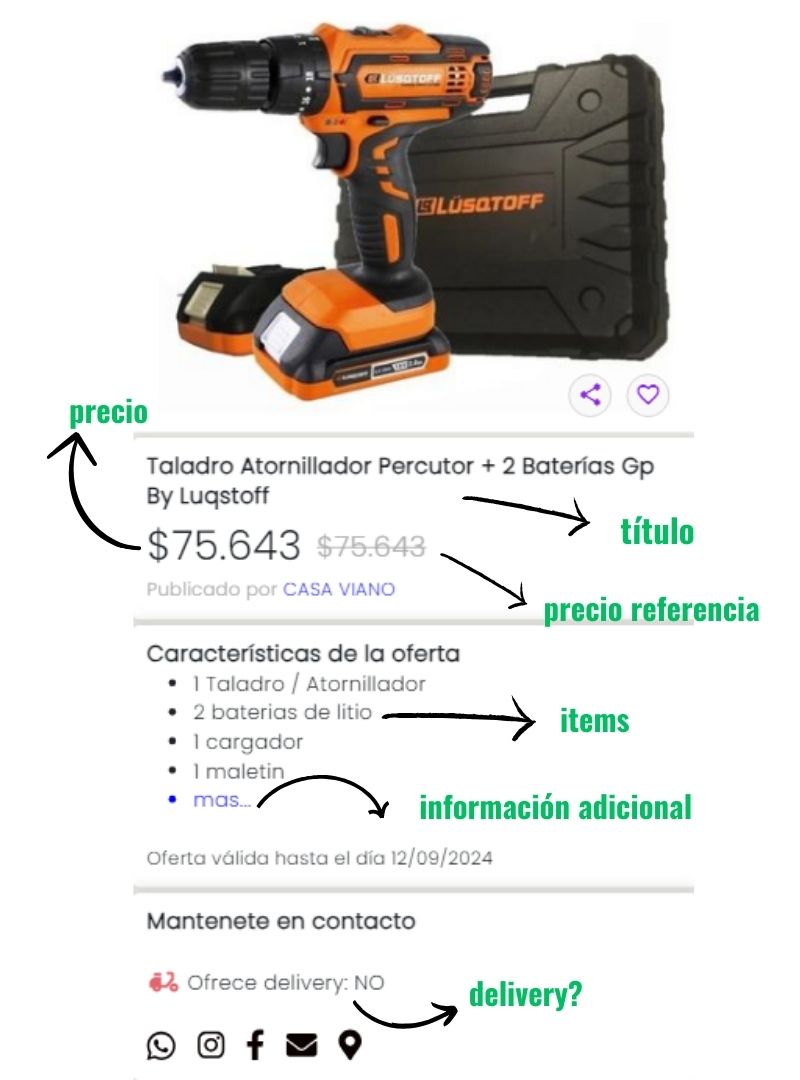 LÜSQTOFF
LÜSQTOFF
LÜSQTOFF
precio
Taladro Atornillador Percutor + 2 Baterías Gp
By Luqstoff
título
$75.643 $75.643
Publicado por CASA VIANO
precio referencia
Características de la oferta
• 1 Taladro / Atornillador
• 2 baterias de litio
items
• 1 cargador
• 1 maletin
• mas...
información adicional
Oferta válida hasta el día 12/09/2024
Mantenete en contacto
Ofrece delivery: NO
delivery?